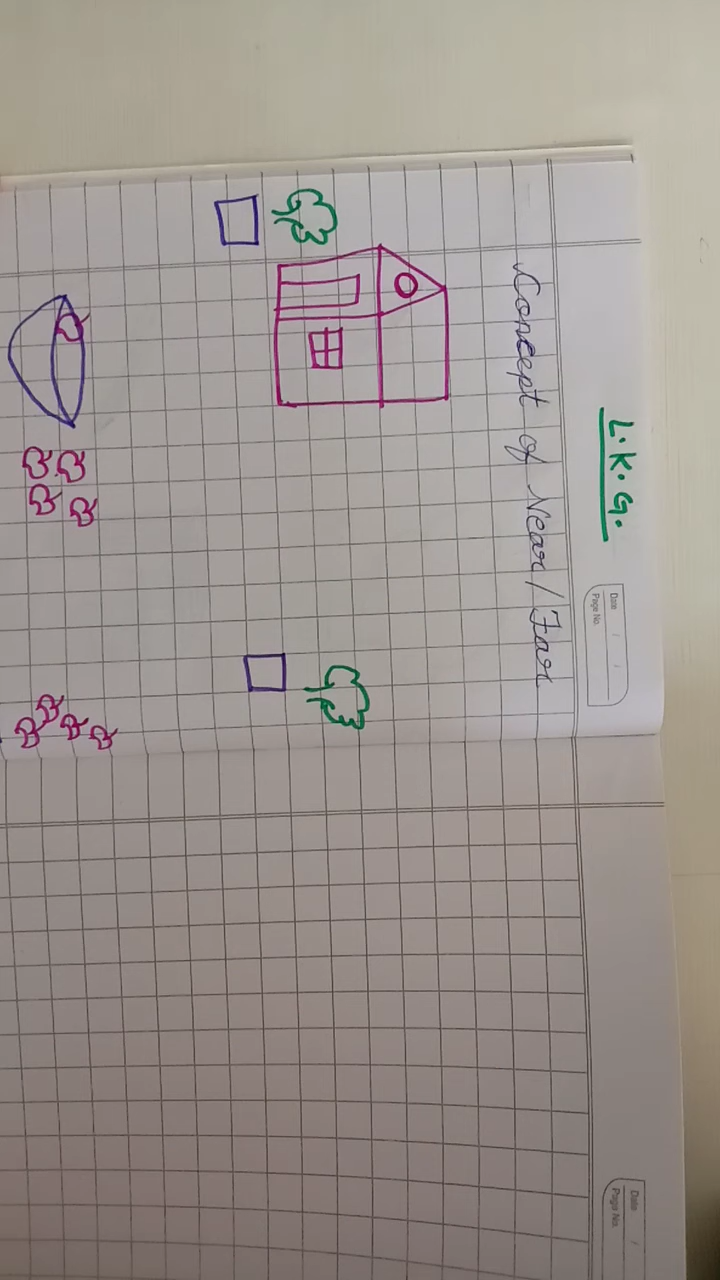 L.K.G.
Date / /
Page No.
Concept of Near/Far
Date /
Page No.